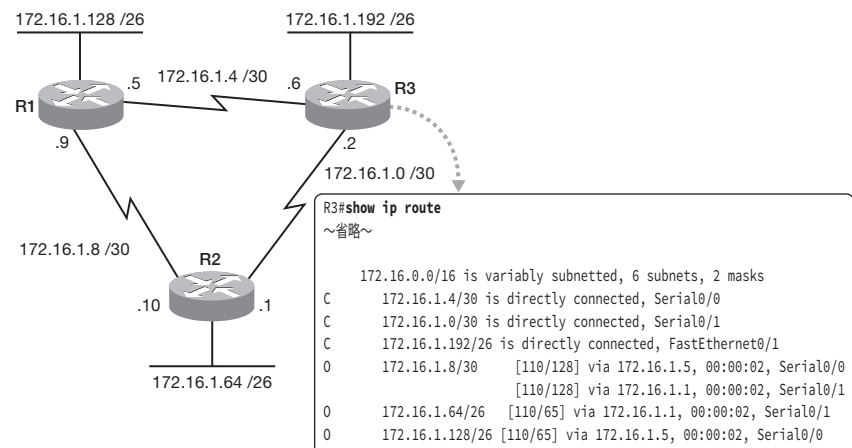 172.16.1.128 /26
172.16.1.192 /26
172.16.1.4 /30
.5
.6
R1
R3
.9
.2
172.16.1.0 /30
172.16.1.8 /30
R2
.10
.1
172.16.1.64 /26
R3#show ip route
～省略～
172.16.0.0/16 is variably subnetted, 6 subnets, 2 masks
C 172.16.1.4/30 is directly connected, Serial0/0
C 172.16.1.0/30 is directly connected, Serial0/1
C 172.16.1.192/26 is directly connected, FastEthernet0/1
O 172.16.1.8/30 [110/128] via 172.16.1.5, 00:00:02, Serial0/0
[110/128] via 172.16.1.1, 00:00:02, Serial0/1
O 172.16.1.64/26 [110/65] via 172.16.1.1, 00:00:02, Serial0/1
O 172.16.1.128/26 [110/65] via 172.16.1.5, 00:00:02, Serial0/0